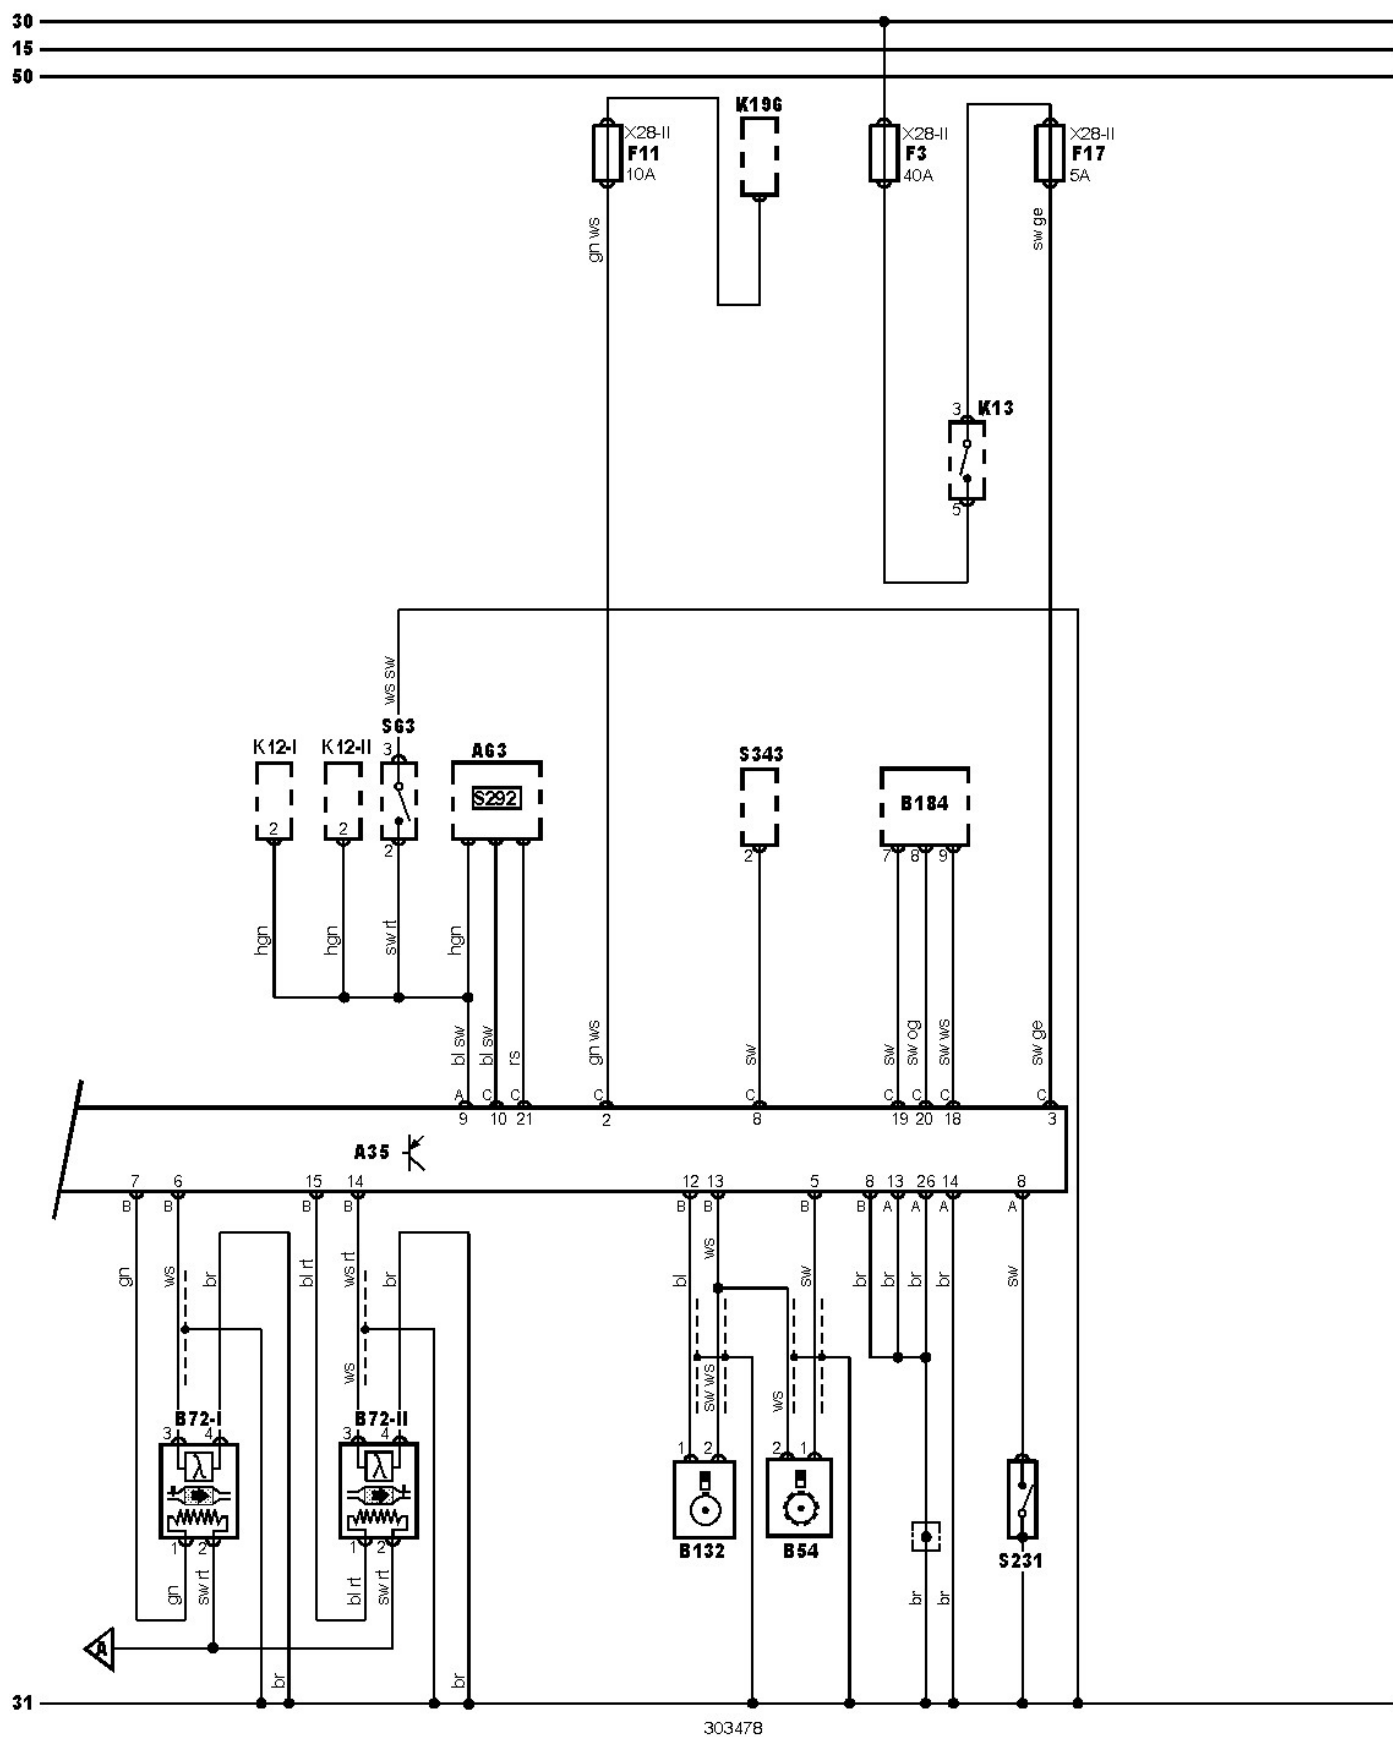 30
15
50
K196
X28-II
F11
10A
X28-II
F3
40A
X28-II
F17
5A
gn ws
sw ge
3
K13
5
ws sw
S63
3
K12-I
K12-II
A63
S343
S292
B184
2
2
2
2
7
8
9
hgn
hgn
sw rt
hgn
bl sw
bl sw
rs
gn ws
sw
sw
sw og
sw ws
sw ge
A
C
C
C
C
C
C
C
C
9
10
21
2
8
19
20
18
3
A35
7
6
15
14
12
13
5
8
13
26
14
8
B
B
B
B
B
B
B
B
A
A
A
A
gn
ws
br
bl rt
ws rt
br
bl
ws
sw
br
br
br
br
sw
ws
sw ws
ws
B72-I
B72-II
3
4
3
4
1
2
2
1
λ
λ
B132
B54
S231
1
2
1
2
gn
sw rt
bl rt
sw rt
br
br
A
br
br
31
303478